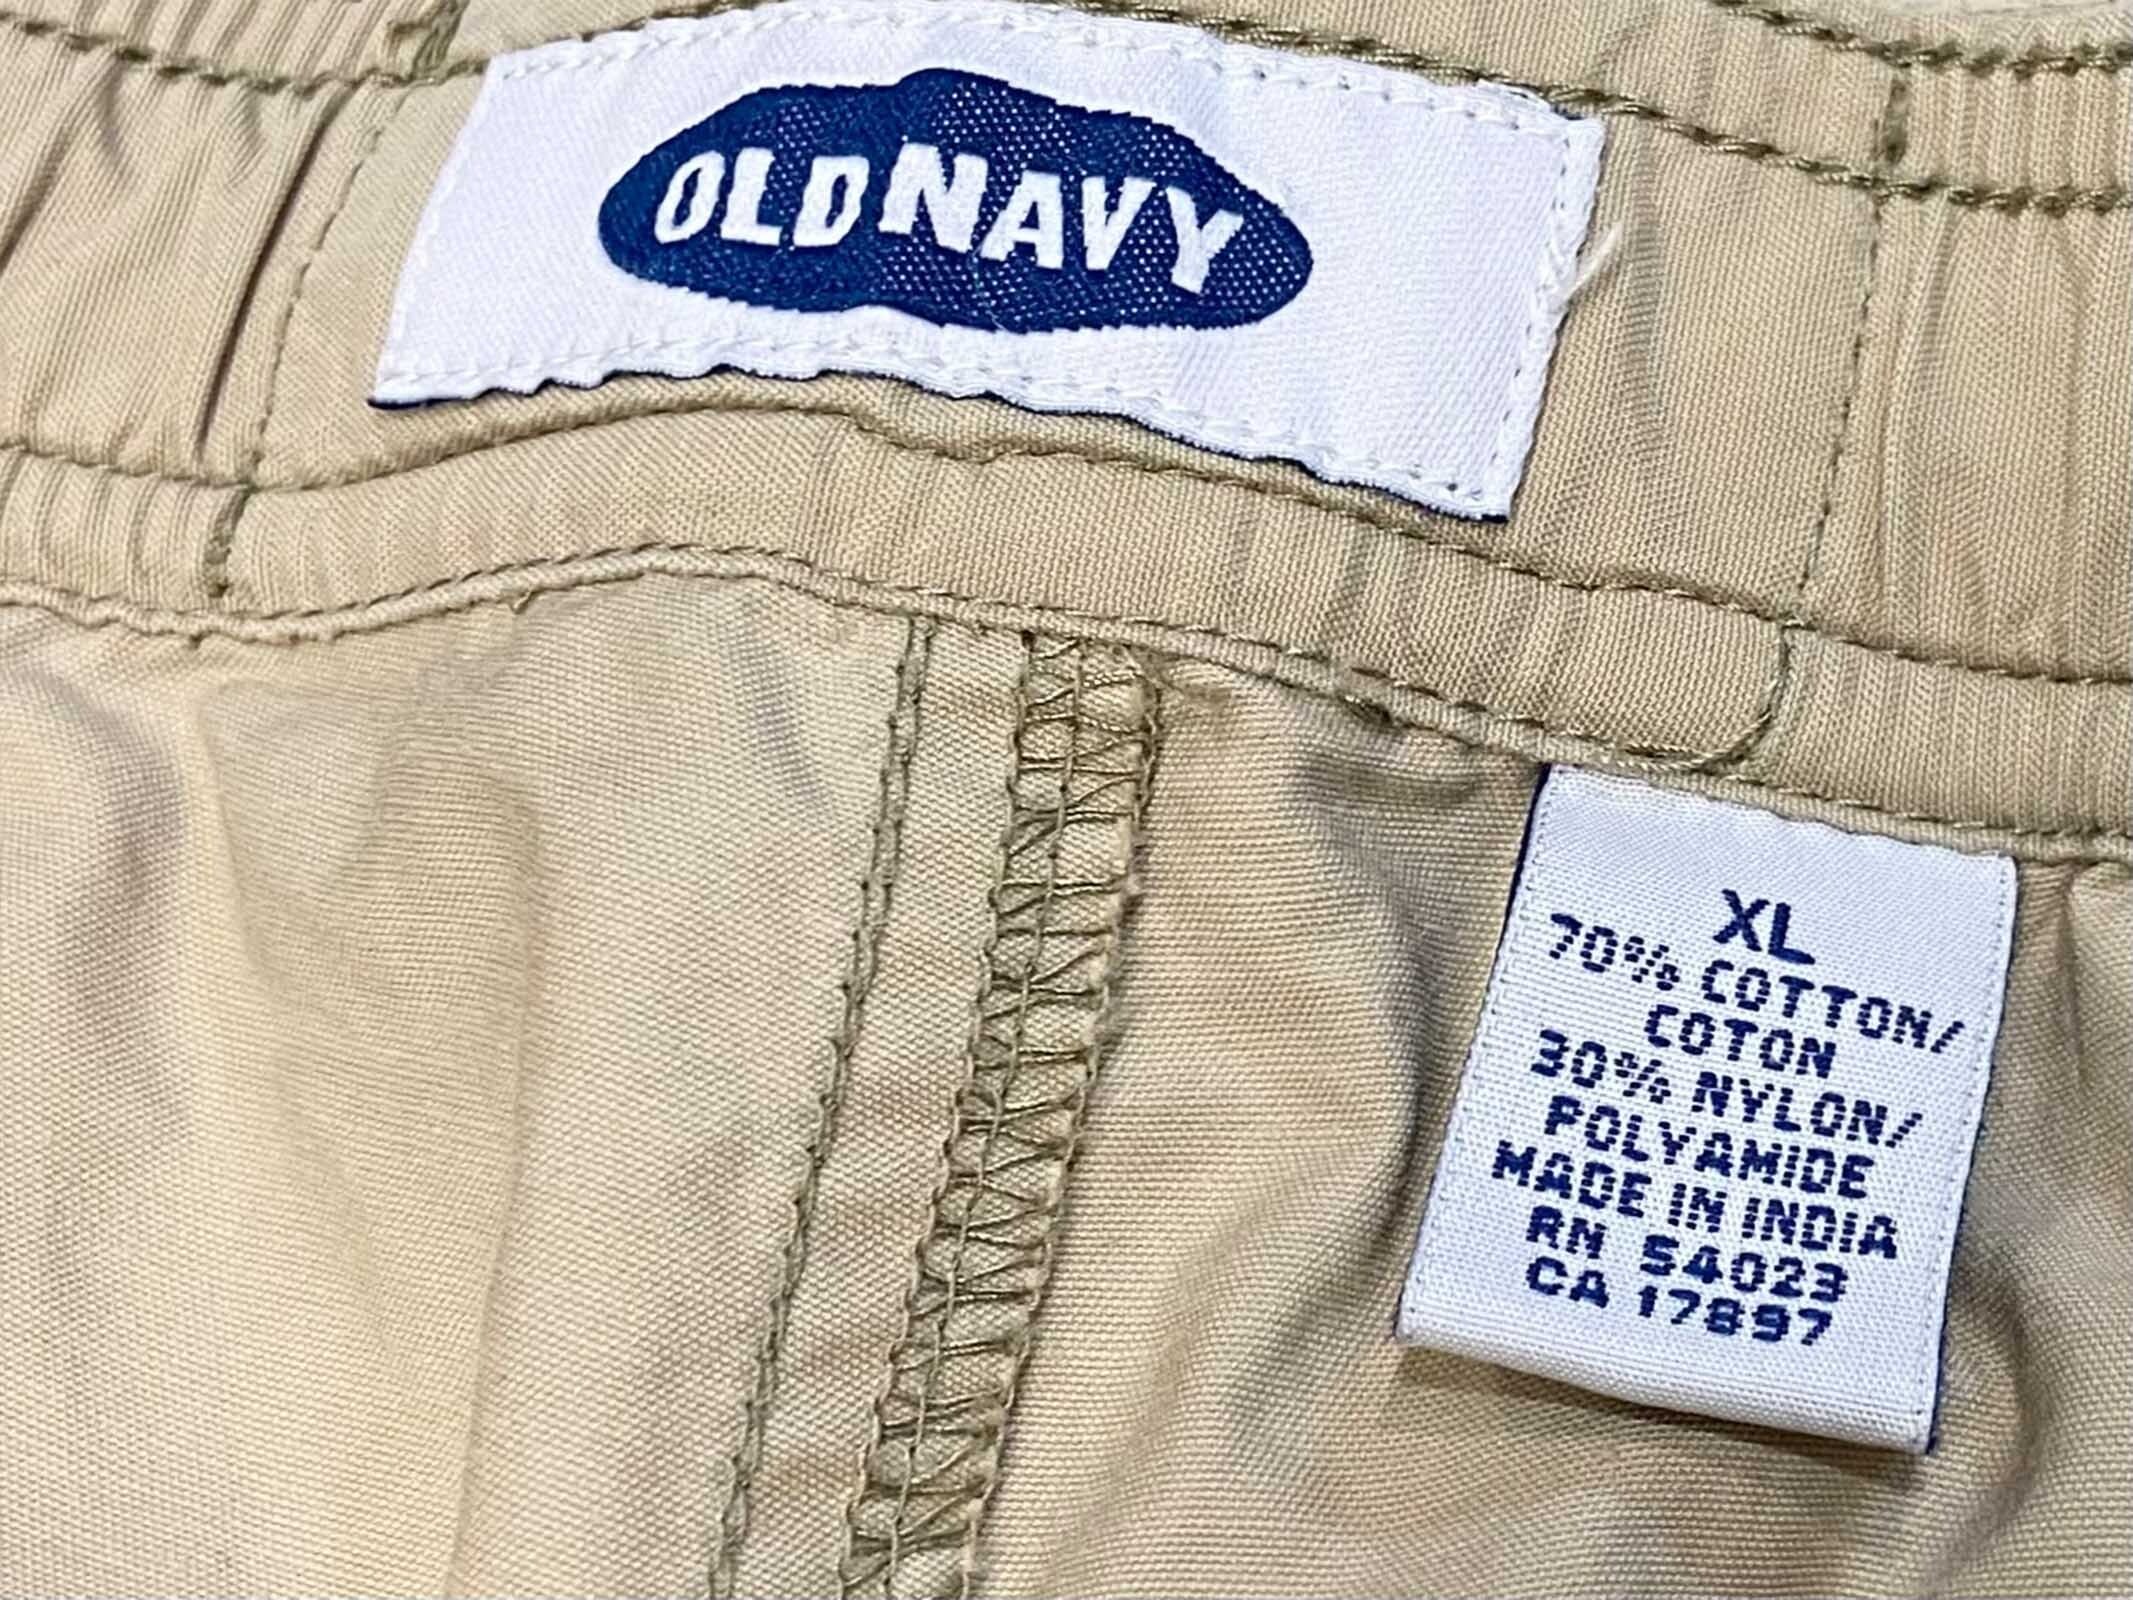 OLD NAVY
XL
70% COTTON/
COTON
30% NYLON/
POLYAMIDE
MADE IN INDIA
RN 54023
CA 17897